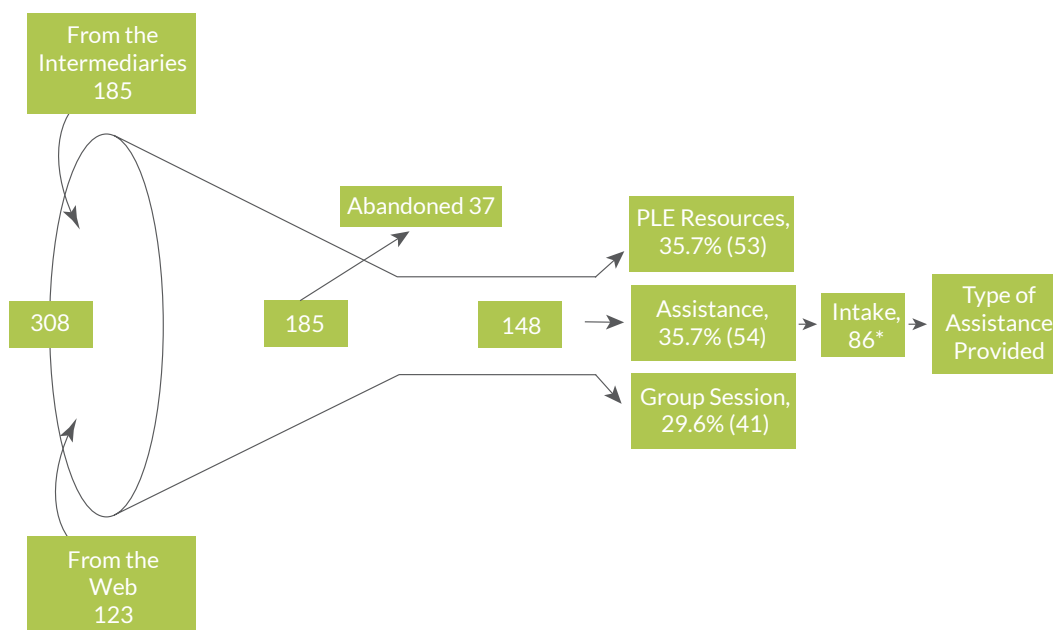 From the
Intermediaries
185
Abandoned 37
PLE Resources,
35.7% (53)
308
185
148
Assistance,
35.7% (54)
Intake,
86*
Type of
Assistance
Provided
Group Session,
29.6% (41)
From the
Web
123